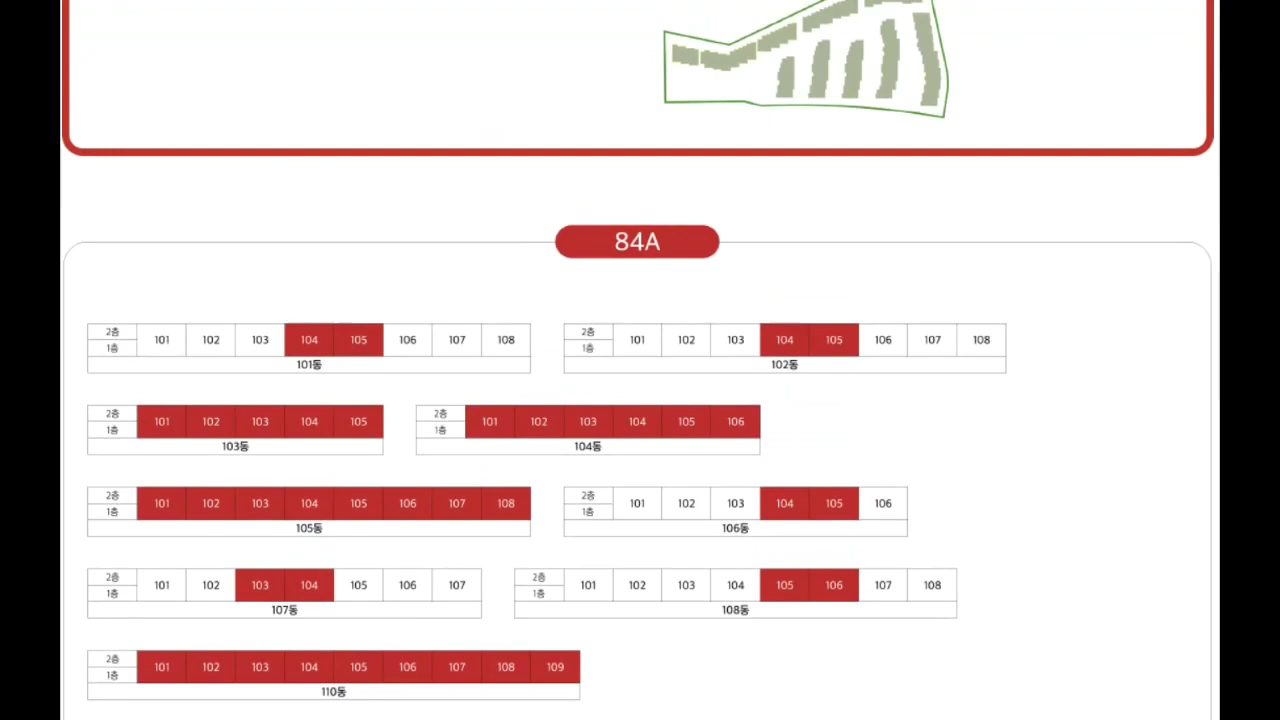 84A
2층 101 102 103 104 105 106 107 108 2층 101 102 103 104 105 106 107 108
1층 1층
101동 102동
2층 101 102 103 104 105 2층 101 102 103 104 105 106
1층 1층
103동 104동
2층 101 102 103 104 105 106 107 108 2층 101 102 103 104 105 106
1층 1층
105동 106동
2층 101 102 103 104 105 106 107 2층 101 102 103 104 105 106 107 108
1층 1층
107동 108동
2층 101 102 103 104 105 106 107 108 109
1층
110동